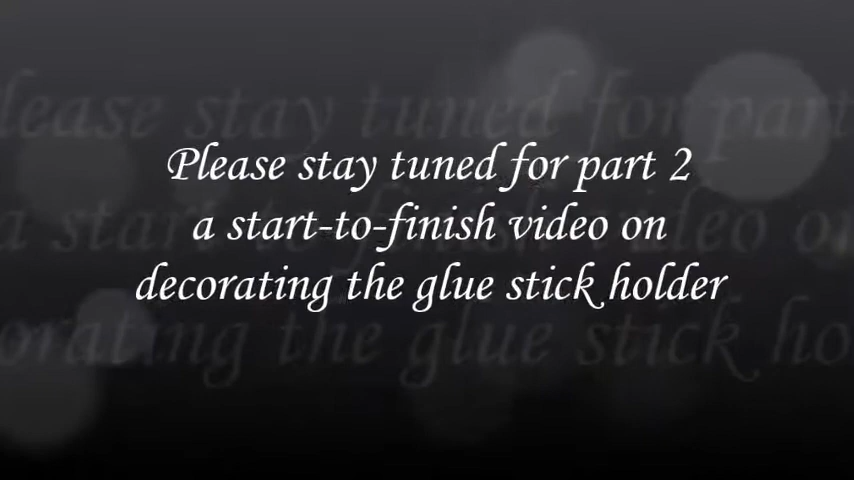 Please stay tuned for part 2
a start-to-finish video on
decorating the glue stick holder